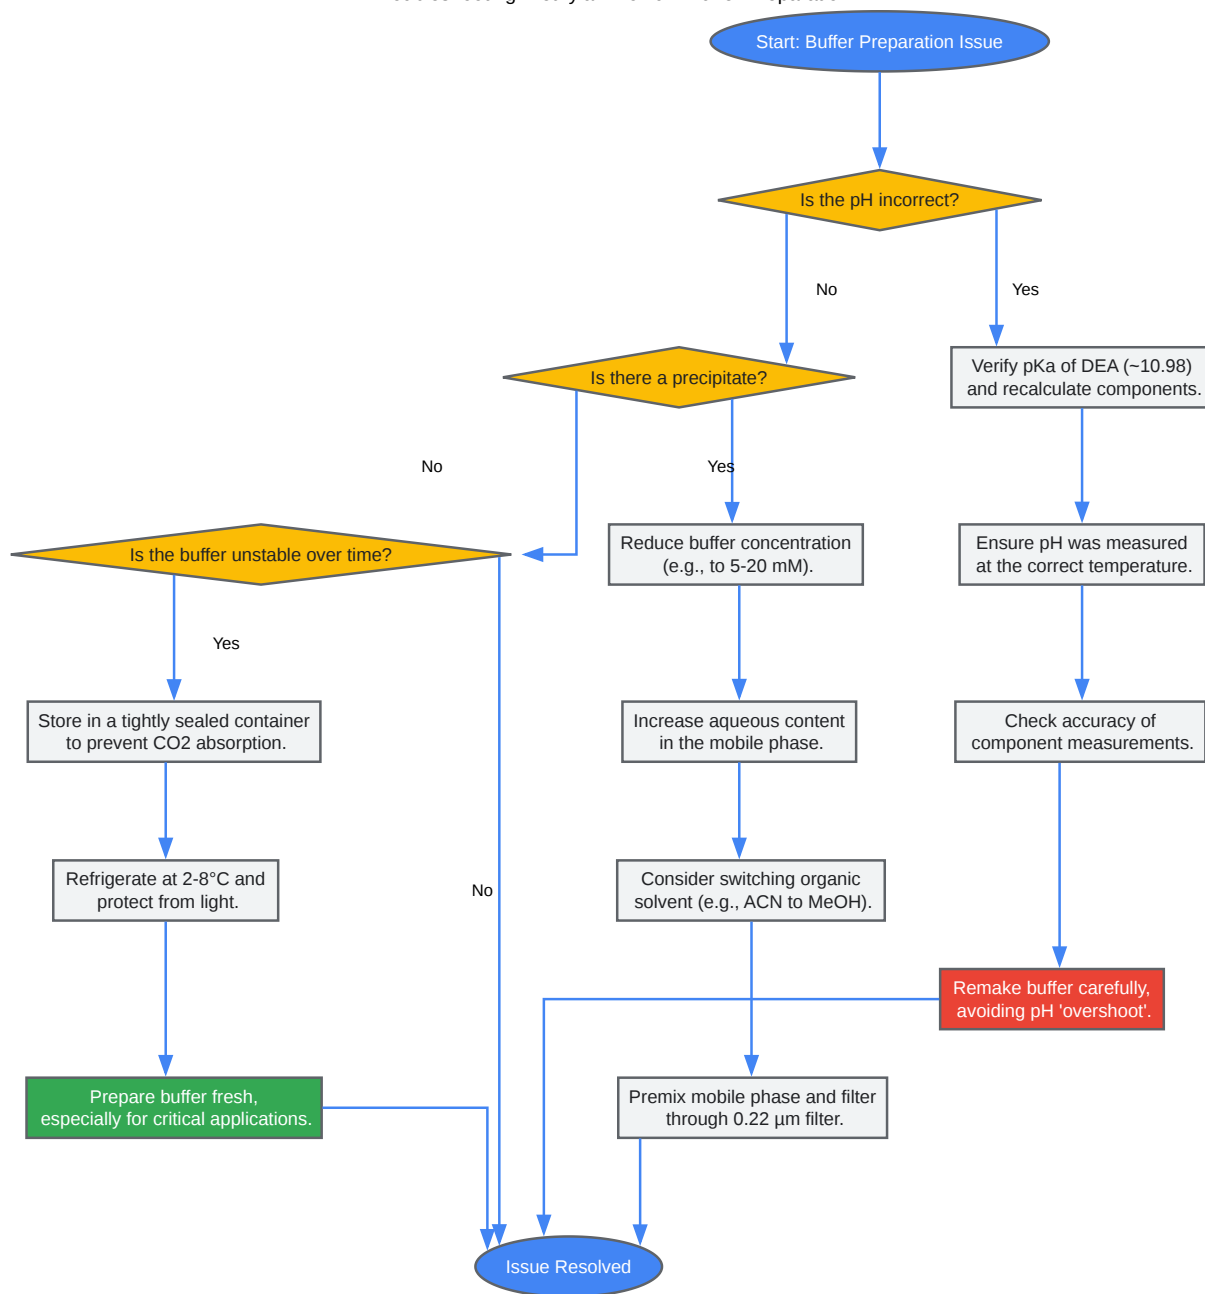 Start: Buffer Preparation Issue
Is the pH incorrect?
No
Yes
Is there a precipitate?
Verify pKa of DEA (~10.98)
and recalculate components.
No
Yes
Is the buffer unstable over time?
Reduce buffer concentration
(e.g., to 5-20 mM).
Ensure pH was measured
at the correct temperature.
Yes
Store in a tightly sealed container
to prevent CO2 absorption.
Increase aqueous content
in the mobile phase.
Check accuracy of
component measurements.
Refrigerate at 2-8°C and
protect from light.
No
Consider switching organic
solvent (e.g., ACN to MeOH).
Remake buffer carefully,
avoiding pH 'overshoot'.
Prepare buffer fresh,
especially for critical applications.
Premix mobile phase and filter
through 0.22 µm filter.
Issue Resolved